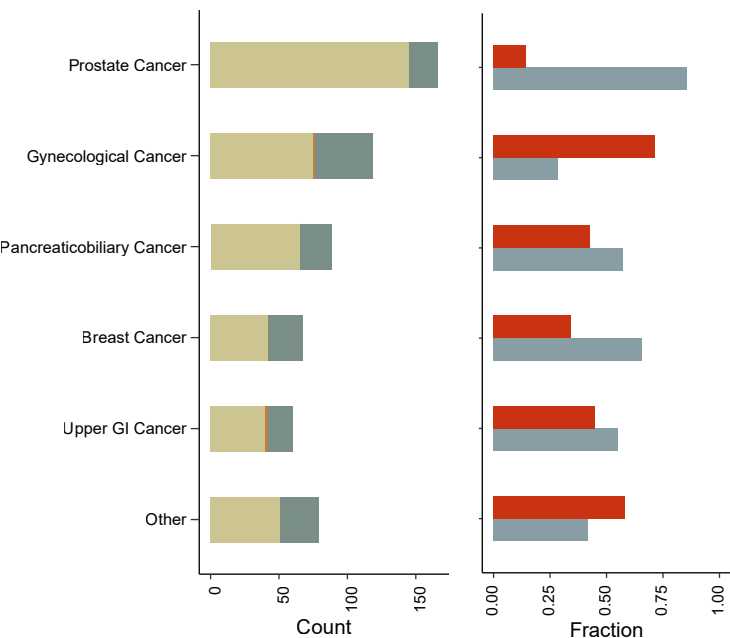 Prostate Cancer
Gynecological Cancer
Pancreaticobiliary Cancer
Breast Cancer
Upper GI Cancer
Other
0 50 100 150
Count
0.00 0.25 0.50 0.75 1.00
Fraction